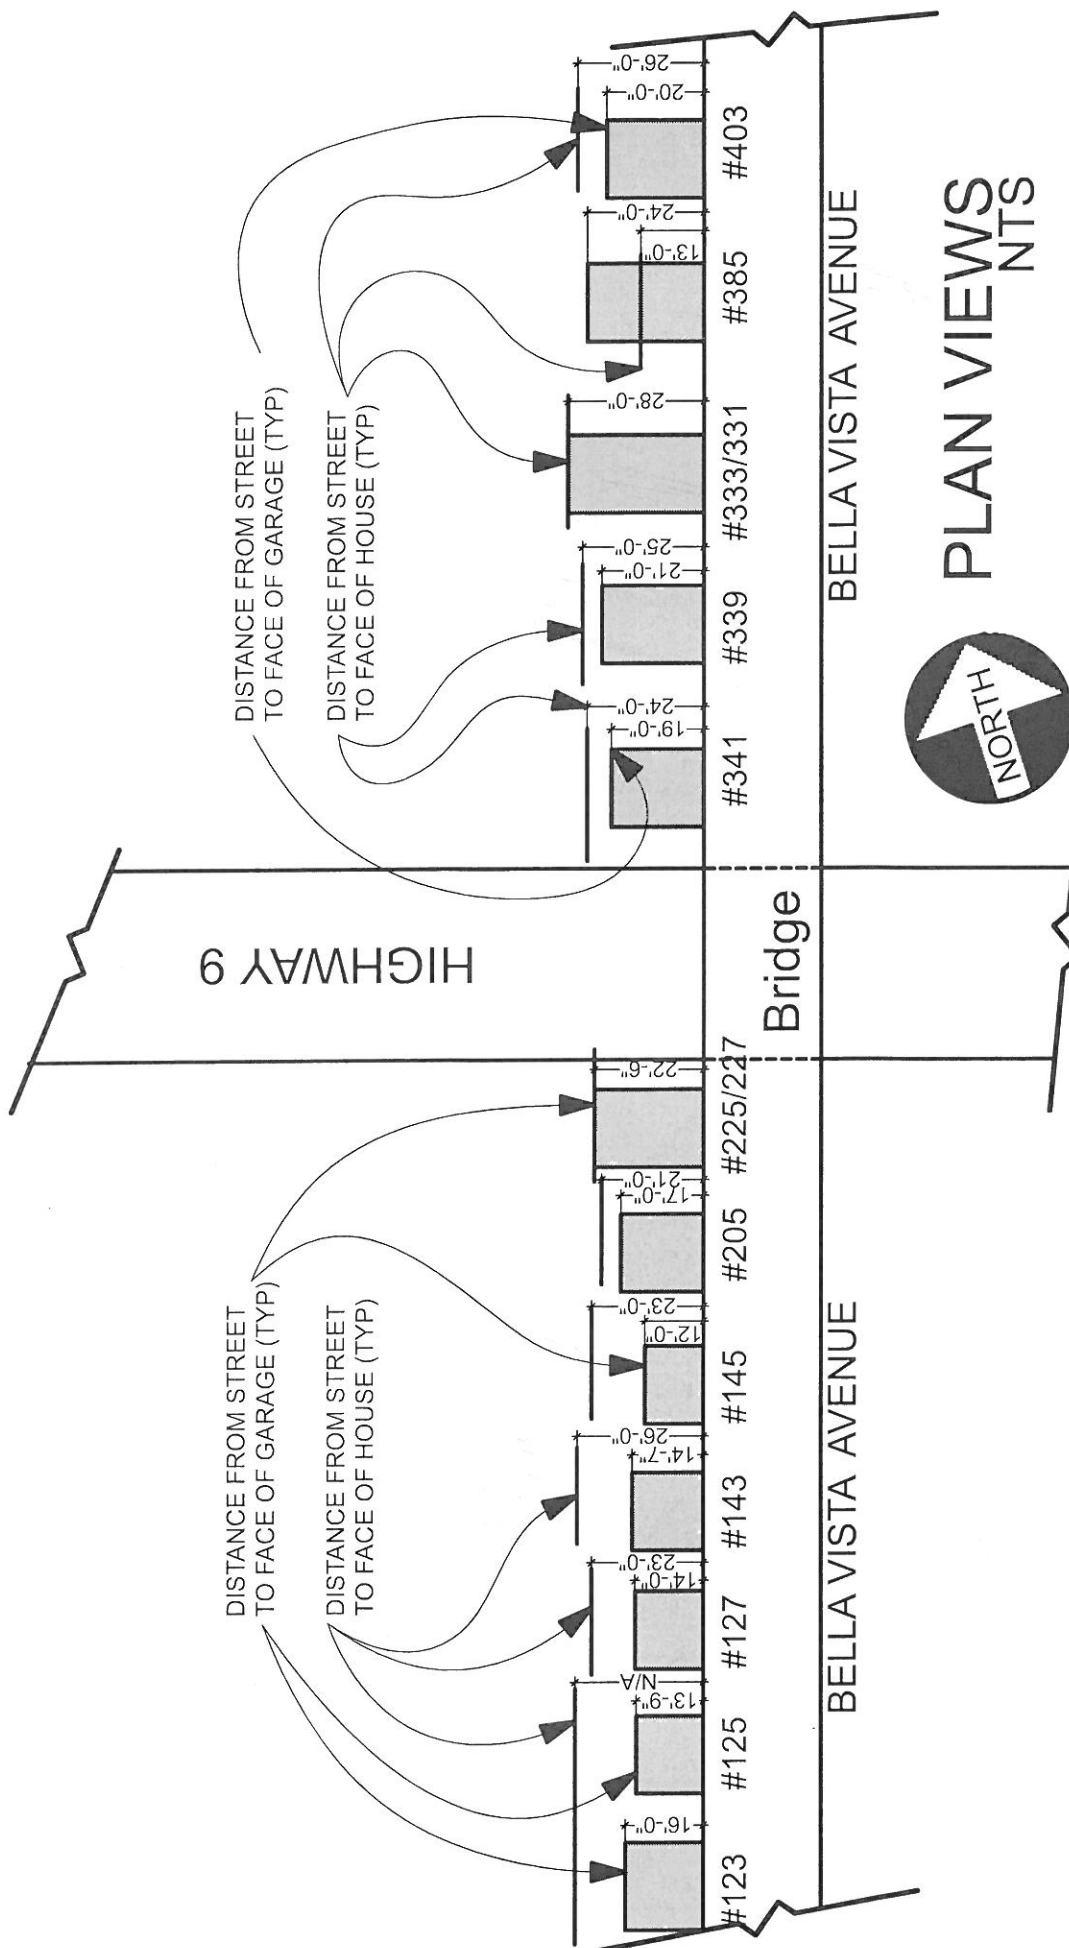 DISTANCE FROM STREET
TO FACE OF GARAGE (TYP)
DISTANCE FROM STREET
TO FACE OF HOUSE (TYP)
DISTANCE FROM STREET
TO FACE OF GARAGE (TYP)
DISTANCE FROM STREET
TO FACE OF HOUSE (TYP)
HIGHWAY 9
16'-0"
N/A
13'-9"
23'-0"
14'-0"
26'-0"
14'-7"
23'-0"
12'-0"
21'-0"
17'-0"
22'-6"
24'-0"
19'-0"
25'-0"
21'-0"
28'-0"
24'-0"
13'-0"
26'-0"
20'-0"
#123
#125
#127
#143
#145
#205
#225/227
#341
#339
#333/331
#385
#403
Bridge
BELLA VISTA AVENUE
BELLA VISTA AVENUE
NORTH
PLAN VIEWS
NTS